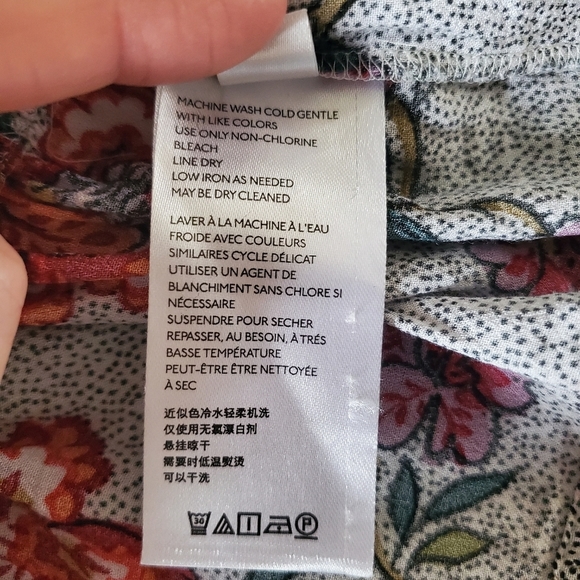 MACHINE WASH COLD GENTLE
WITH LIKE COLORS
USE ONLY NON-CHLORINE
BLEACH
LINE DRY
LOW IRON AS NEEDED
MAY BE DRY CLEANED
LAVER À LA MACHINE À L'EAU
FROIDE AVEC COULEURS
SIMILAIRES CYCLE DÉLICAT
UTILISER UN AGENT DE
BLANCHIMENT SANS CHLORE SI
NÉCESSAIRE
SUSPENDRE POUR SECHER
REPASSER, AU BESOIN, À TRÉS
BASSE TEMPÉRATURE
PEUT-ÊTRE ÊTRE NETTOYÉE
À SEC
近似色冷水轻柔机洗
仅使用无氯漂白剂
悬挂晾干
需要时低温熨烫
可以干洗
30 P